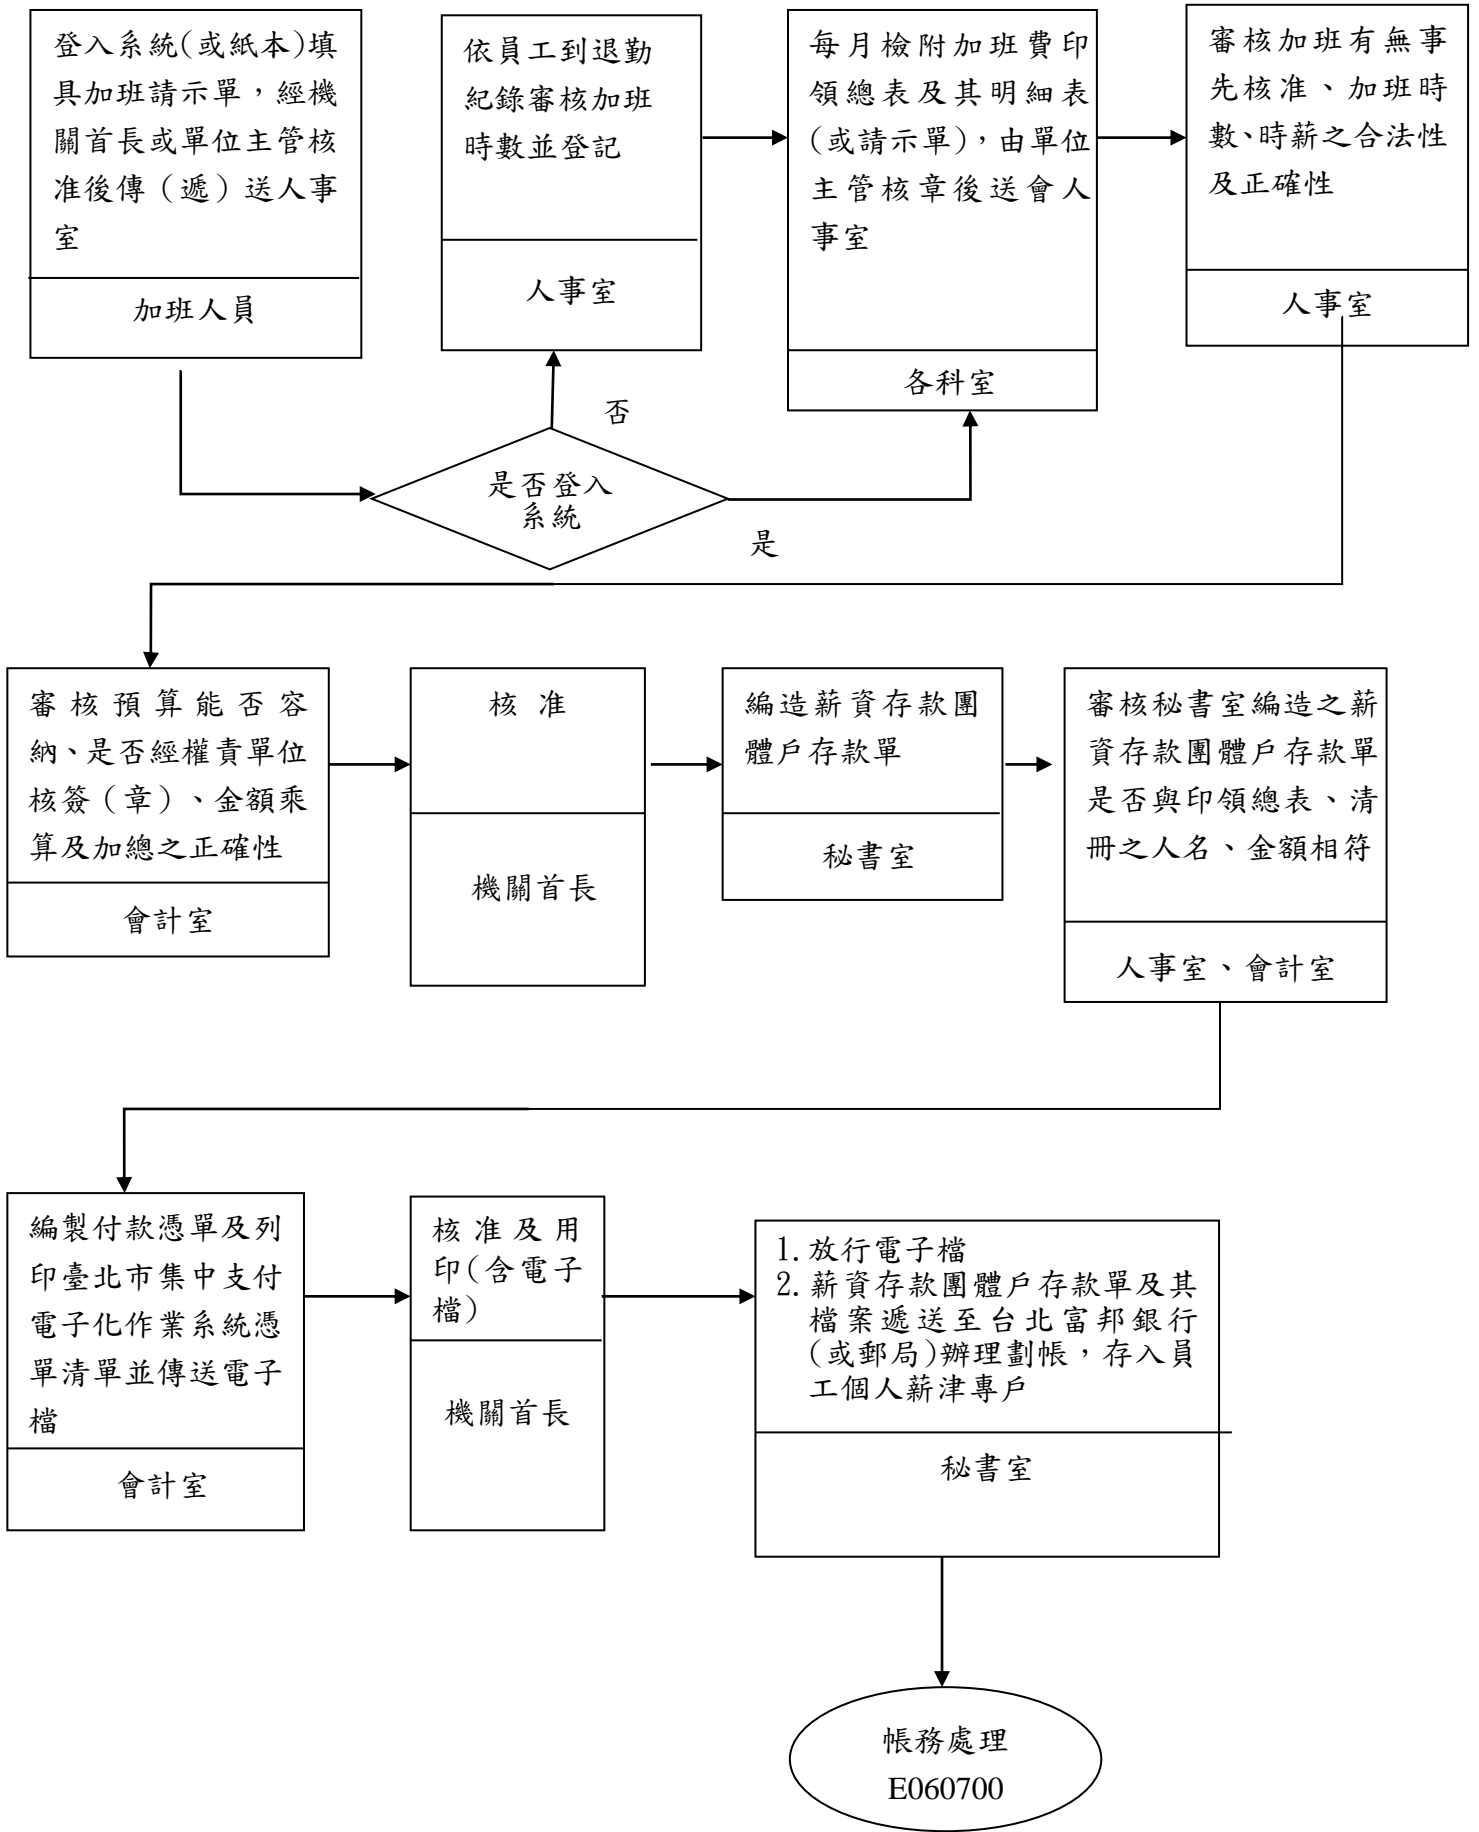 登入系統(或紙本)填
具加班請示單，經機
關首長或單位主管核
准後傳（遞）送人事
室
加班人員
依員工到退勤
紀錄審核加班
時數並登記
人事室
每月檢附加班費印
領總表及其明細表
(或請示單)，由單位
主管核章後送會人
事室
各科室
審核加班有無事
先核准、加班時
數、時薪之合法性
及正確性
人事室
否
是否登入
系統
是
審核預算能否容
納、是否經權責單位
核簽（章）、金額乘
算及加總之正確性
會計室
核准
機關首長
編造薪資存款團
體戶存款單
秘書室
審核秘書室編造之薪
資存款團體戶存款單
是否與印領總表、清
冊之人名、金額相符
人事室、會計室
編製付款憑單及列
印臺北市集中支付
電子化作業系統憑
單清單並傳送電子
檔
會計室
核准及用
印(含電子
檔)
機關首長
1.放行電子檔
2.薪資存款團體戶存款單及其
檔案遞送至台北富邦銀行
(或郵局)辦理劃帳，存入員
工個人薪津專戶
秘書室
帳務處理
E060700